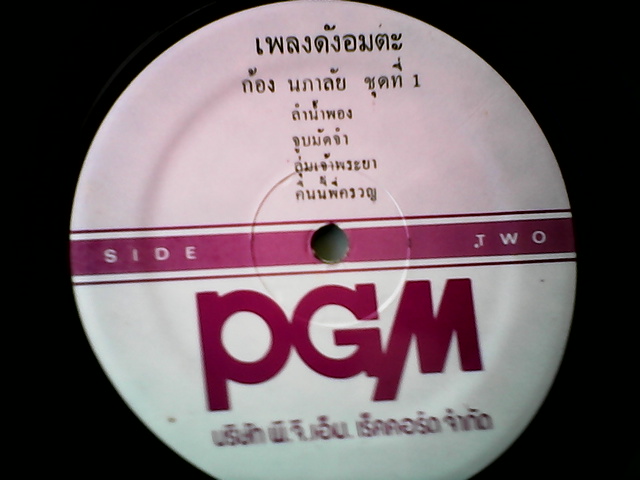 เพลงดังอมตะ
ก้อง นภาลัย ชุดที่ 1
ลำน้ำพอง
จูบมัดจำ
ลุ่มเจ้าพระยา
คืนนี้พี่ครวญ
SIDE TWO
PGM
บริษัท พี.จี.เอ็ม. เร็คคอร์ด จำกัด